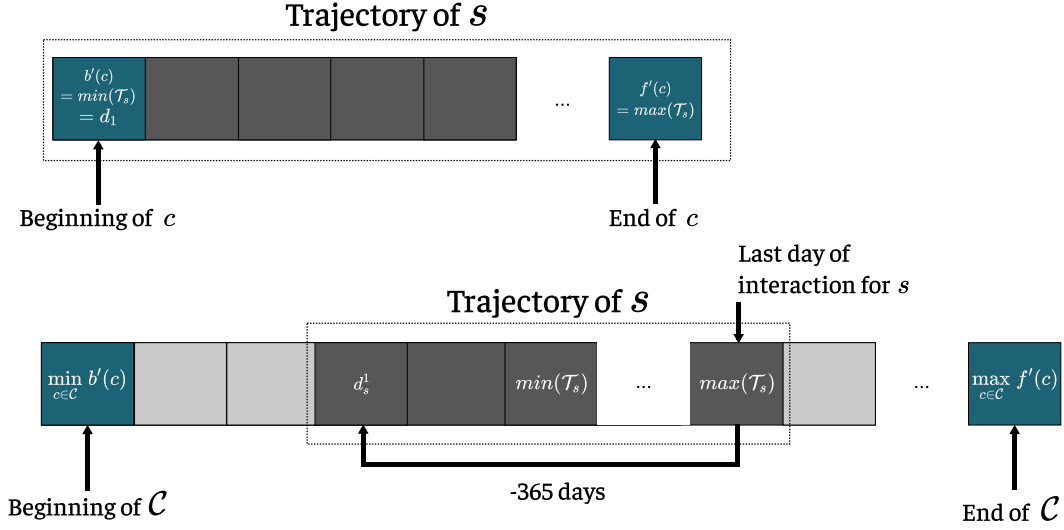 Trajectory of s
b′(c)
= min(𝒯ₛ)
= d₁
...
f′(c)
= max(𝒯ₛ)
Beginning of c
End of c
Last day of
interaction for s
Trajectory of s
min b′(c)
c∈𝒞
d¹ₛ
min(𝒯ₛ)
...
max(𝒯ₛ)
...
max f′(c)
c∈𝒞
-365 days
Beginning of 𝒞
End of 𝒞